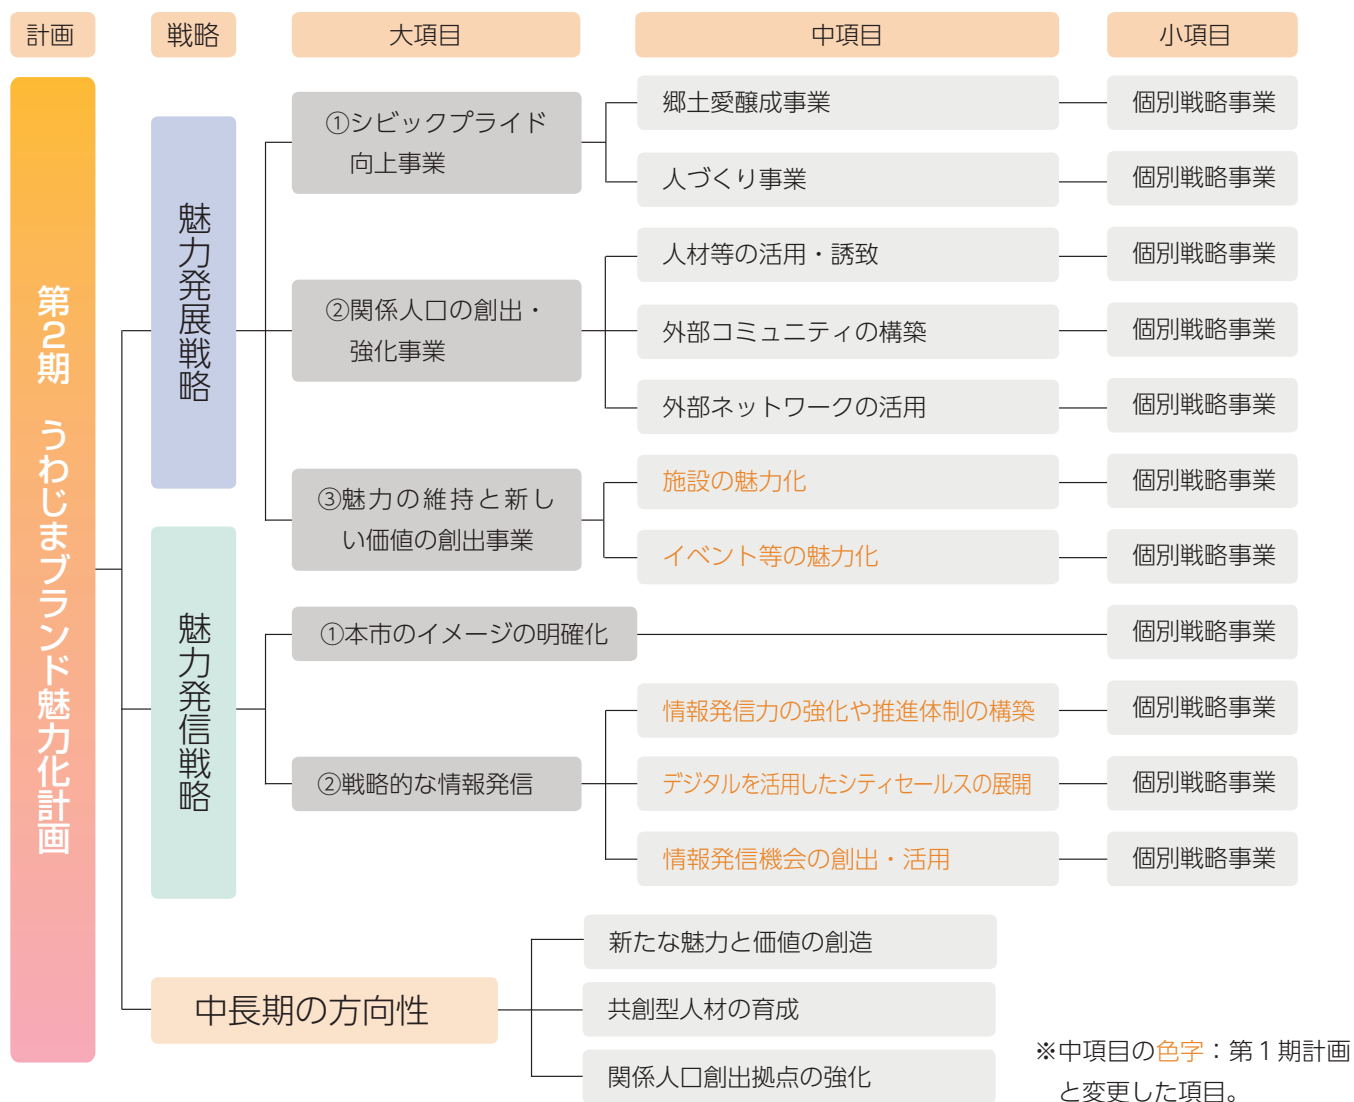 計画
戦略
大項目
中項目
小項目
第2期 うわじまブランド魅力化計画
魅力発展戦略
①シビックプライド
向上事業
郷土愛醸成事業
個別戦略事業
人づくり事業
個別戦略事業
②関係人口の創出・
強化事業
人材等の活用・誘致
個別戦略事業
外部コミュニティの構築
個別戦略事業
外部ネットワークの活用
個別戦略事業
③魅力の維持と新し
い価値の創出事業
施設の魅力化
個別戦略事業
イベント等の魅力化
個別戦略事業
魅力発信戦略
①本市のイメージの明確化
個別戦略事業
②戦略的な情報発信
情報発信力の強化や推進体制の構築
個別戦略事業
デジタルを活用したシティセールスの展開
個別戦略事業
情報発信機会の創出・活用
個別戦略事業
中長期の方向性
新たな魅力と価値の創造
共創型人材の育成
関係人口創出拠点の強化
※中項目の色字：第1期計画
と変更した項目。